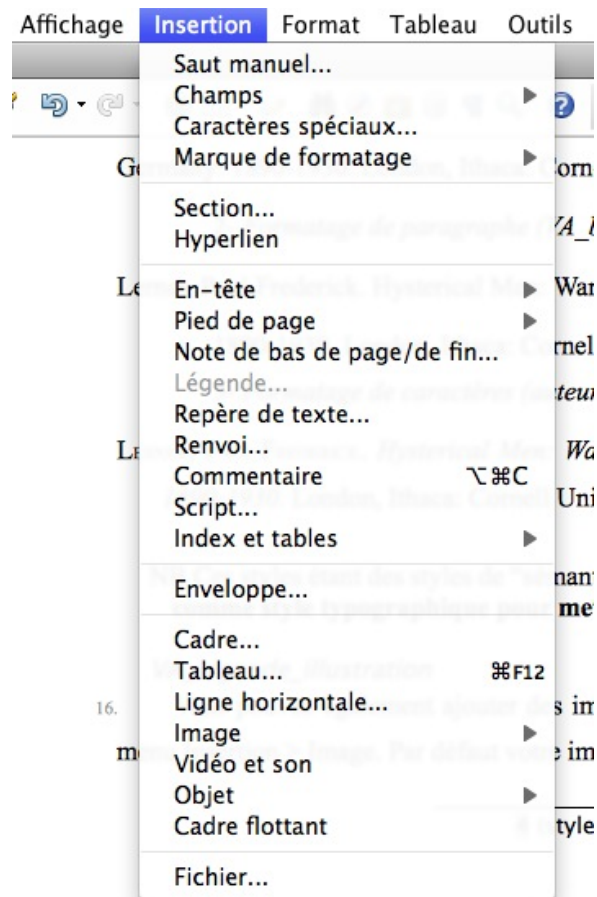 Affichage Insertion Format Tableau Outils
Saut manuel...
Champs
Caractères spéciaux...
Marque de formatage
Section...
Hyperlien
En-tête
Pied de page
Note de bas de page/de fin...
Légende...
Repère de texte...
Renvoi...
Commentaire ⌥⌘C
Script...
Index et tables
Enveloppe...
Cadre...
Tableau... ⌘F12
Ligne horizontale...
Image
Vidéo et son
Objet
Cadre flottant
Fichier...
16.